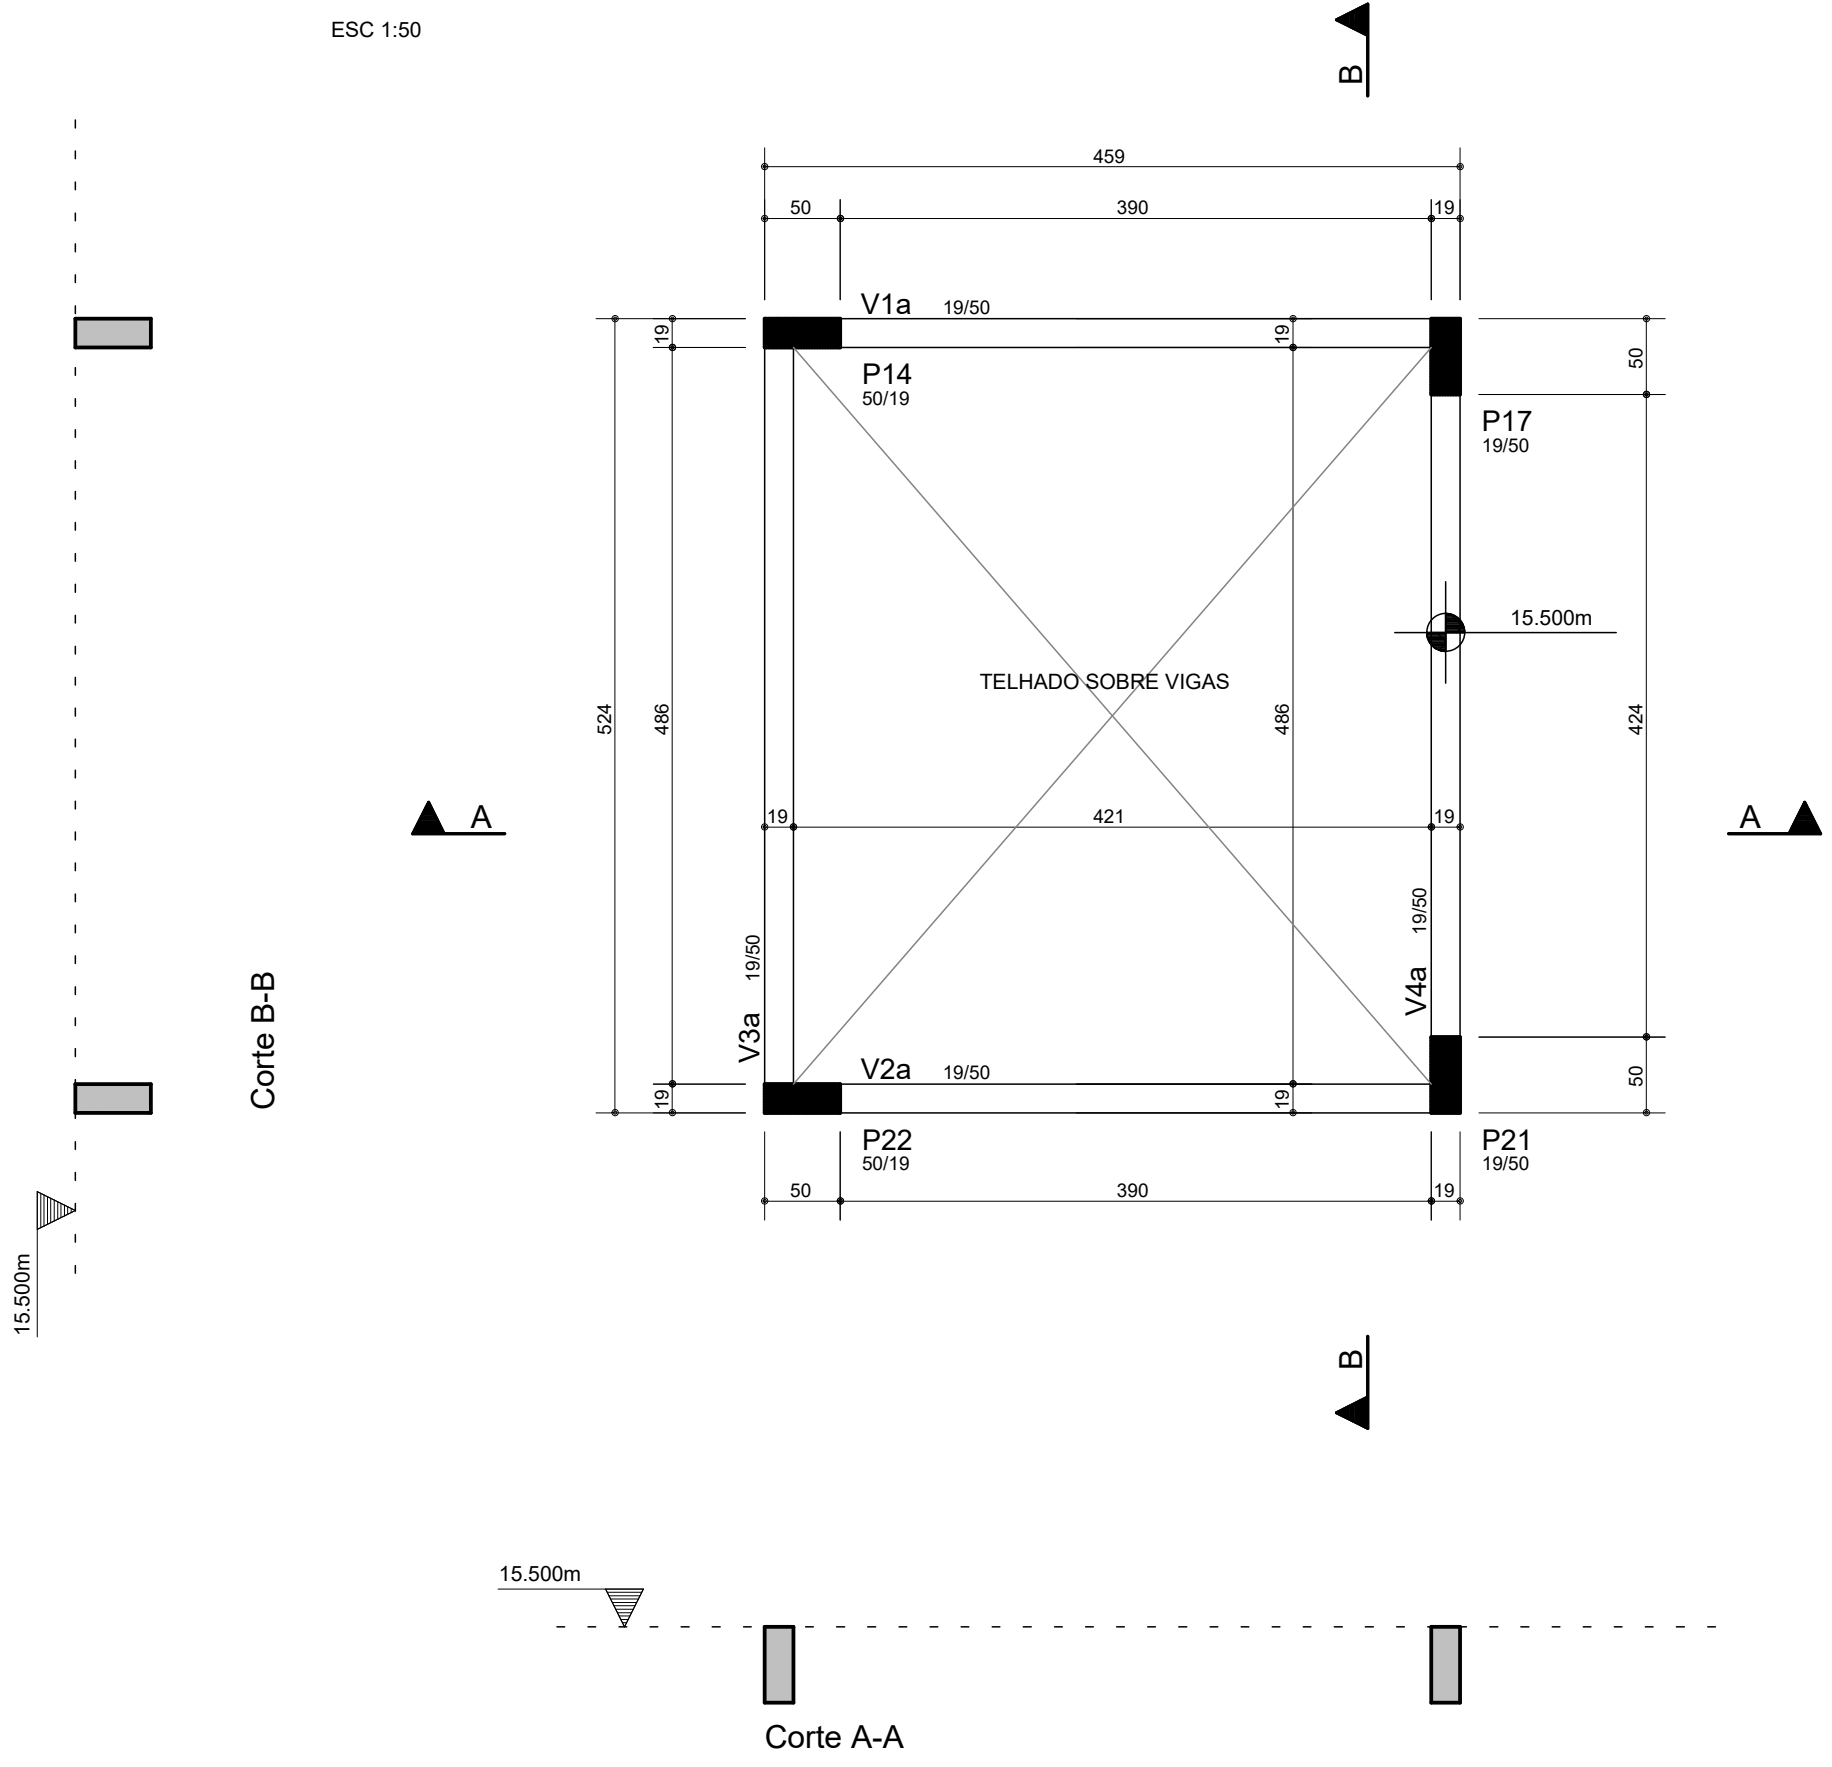 ESC 1:50
B
459
50
390
19
V1a 19/50
19
19
50
P14
50/19
P17
19/50
15.500m
TELHADO SOBRE VIGAS
524
486
486
424
A
19
421
19
A
19/50
V4a
19/50
V3a
Corte B-B
V2a 19/50
19
19
50
P22
50/19
P21
19/50
50
390
19
15.500m
B
15.500m
Corte A-A